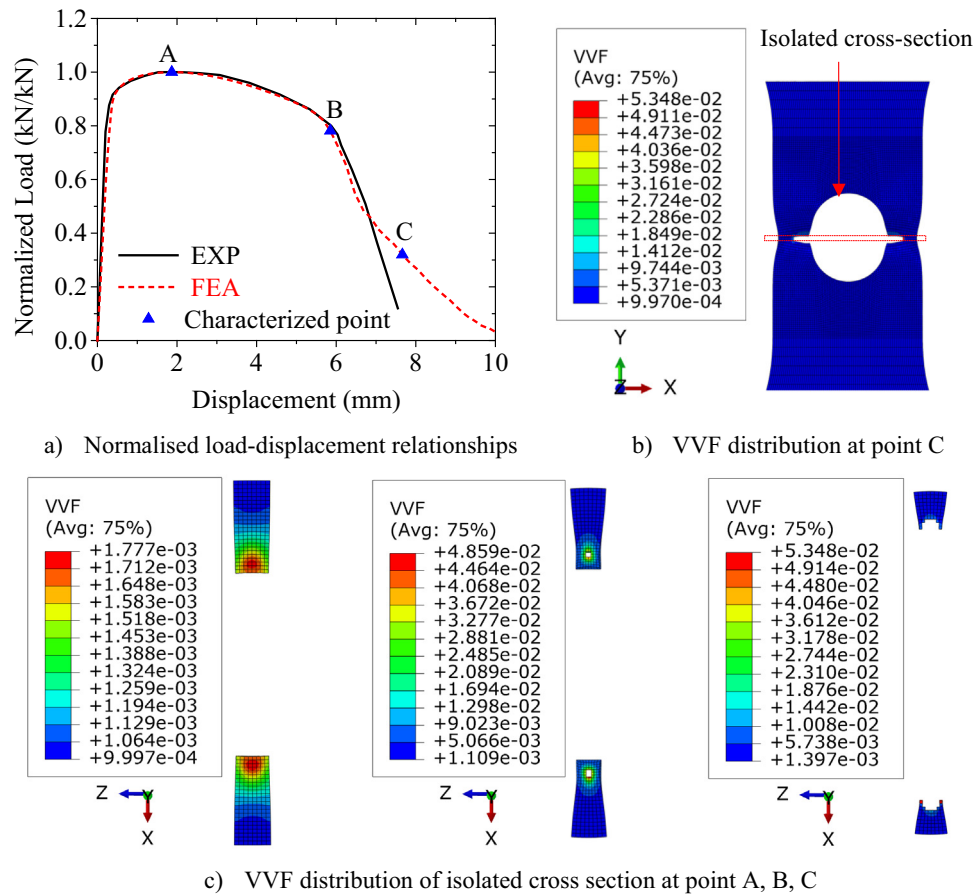 1.2
1.0
0.8
0.6
0.4
0.2
0.0
Normalized Load (kN/kN)
A
B
C
EXP
FEA
Characterized point
0 2 4 6 8 10
Displacement (mm)
a) Normalised load-displacement relationships
VVF
(Avg: 75%)
+5.348e-02
+4.911e-02
+4.473e-02
+4.036e-02
+3.598e-02
+3.161e-02
+2.724e-02
+2.286e-02
+1.849e-02
+1.412e-02
+9.744e-03
+5.371e-03
+9.970e-04
Y
Z X
Isolated cross-section
b) VVF distribution at point C
VVF
(Avg: 75%)
+1.777e-03
+1.712e-03
+1.648e-03
+1.583e-03
+1.518e-03
+1.453e-03
+1.388e-03
+1.324e-03
+1.259e-03
+1.194e-03
+1.129e-03
+1.064e-03
+9.997e-04
Z Y
X
VVF
(Avg: 75%)
+4.859e-02
+4.464e-02
+4.068e-02
+3.672e-02
+3.277e-02
+2.881e-02
+2.485e-02
+2.089e-02
+1.694e-02
+1.298e-02
+9.023e-03
+5.066e-03
+1.109e-03
Z Y
X
VVF
(Avg: 75%)
+5.348e-02
+4.914e-02
+4.480e-02
+4.046e-02
+3.612e-02
+3.178e-02
+2.744e-02
+2.310e-02
+1.876e-02
+1.442e-02
+1.008e-02
+5.738e-03
+1.397e-03
Z Y
X
c) VVF distribution of isolated cross section at point A, B, C